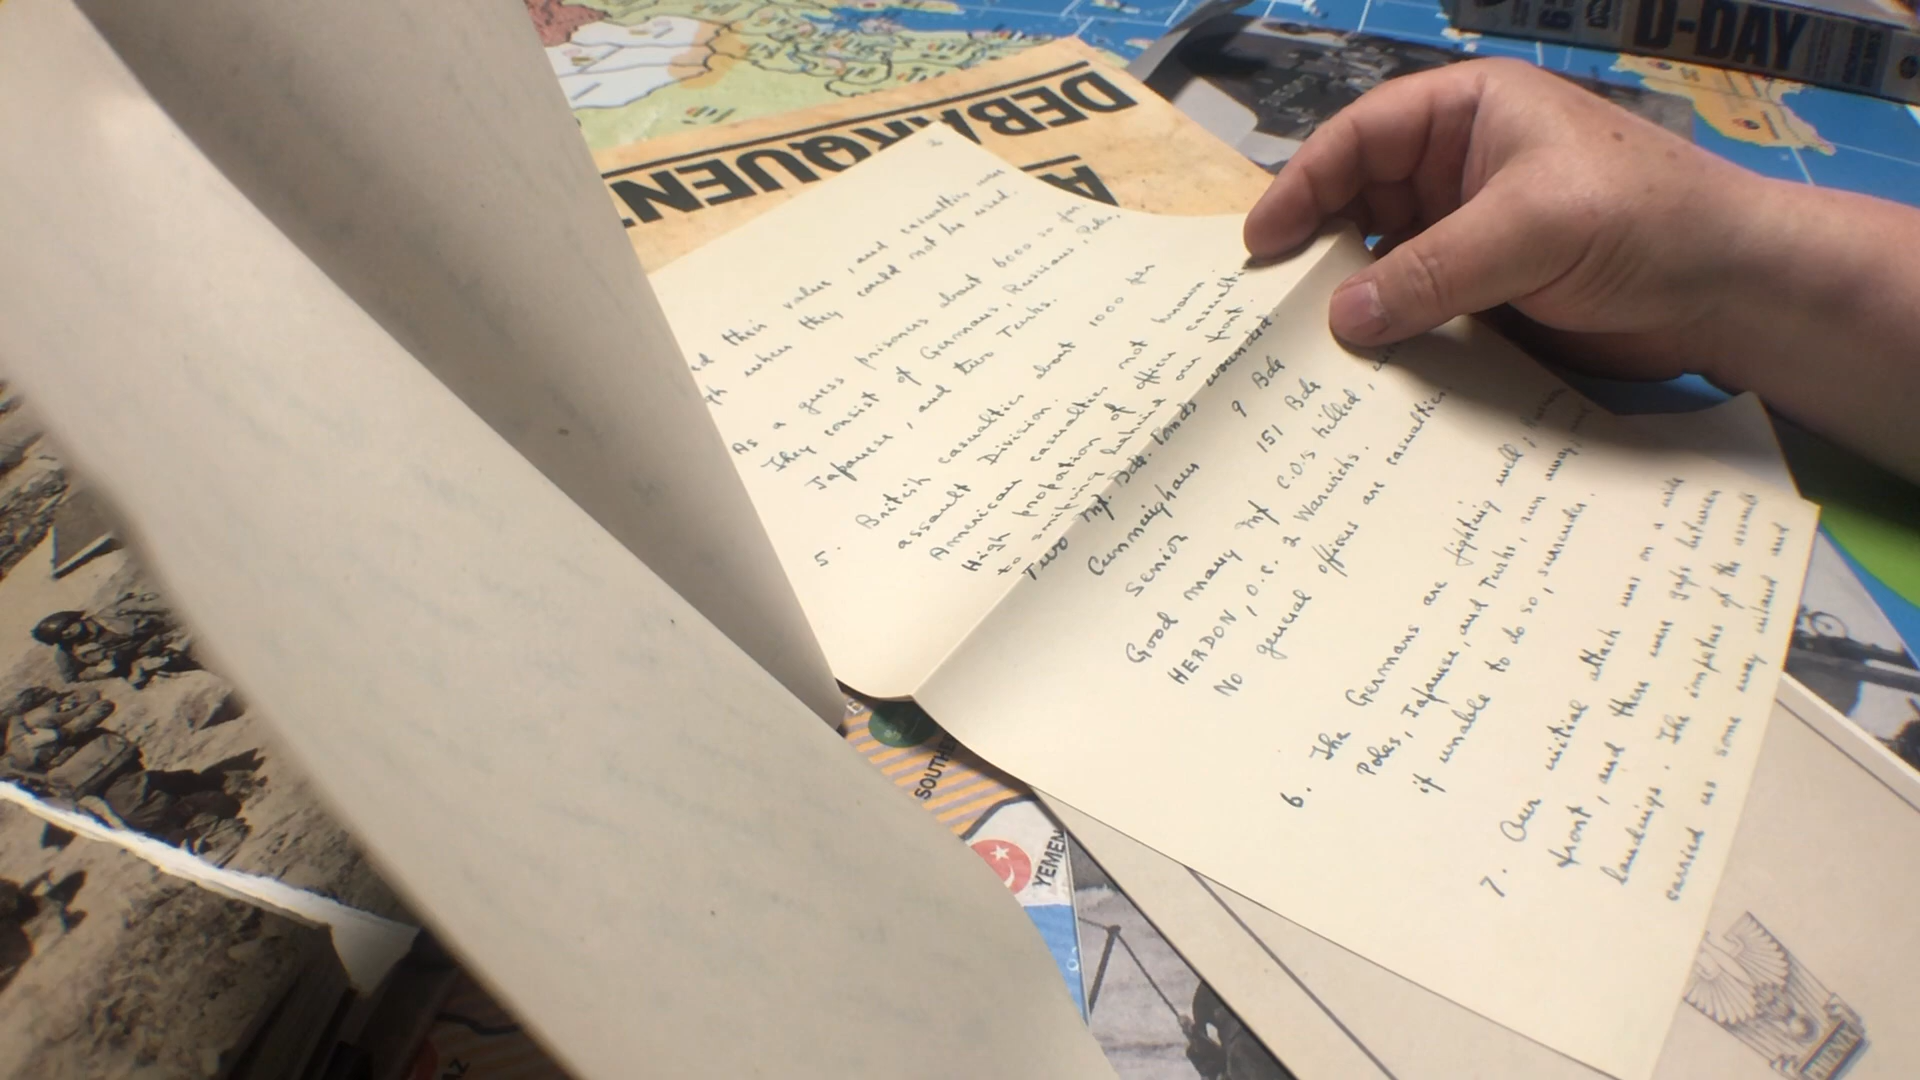 D-DAY
DEBARQUEN
A
2
ed their value, and casualties were
gh when they could not be used.
As a guess prisoners about 6000 so far.
They consist of Germans, Russians, Poles,
Japanese, and two Turks.
5. British casualties about 1000 per
assault Division.
American casualties not known
High proportion of officer casualti
to sniping behind our front.
Two Inf. Bde. Comds wounded.
Cunningham 9 Bde
Senior 151 Bde
Good many Inf C.O.s killed,
HERDON, O.C. 2 Warwicks.
No general officers are casualties.
6. The Germans are fighting well;
Poles, Japanese, and Turks, run away, and
if unable to do so, surrender.
7. Our initial attack was on a wide
front, and there were gaps between
landings. The impetus of the assault
carried us some way inland and
SOUTH
YEMEN